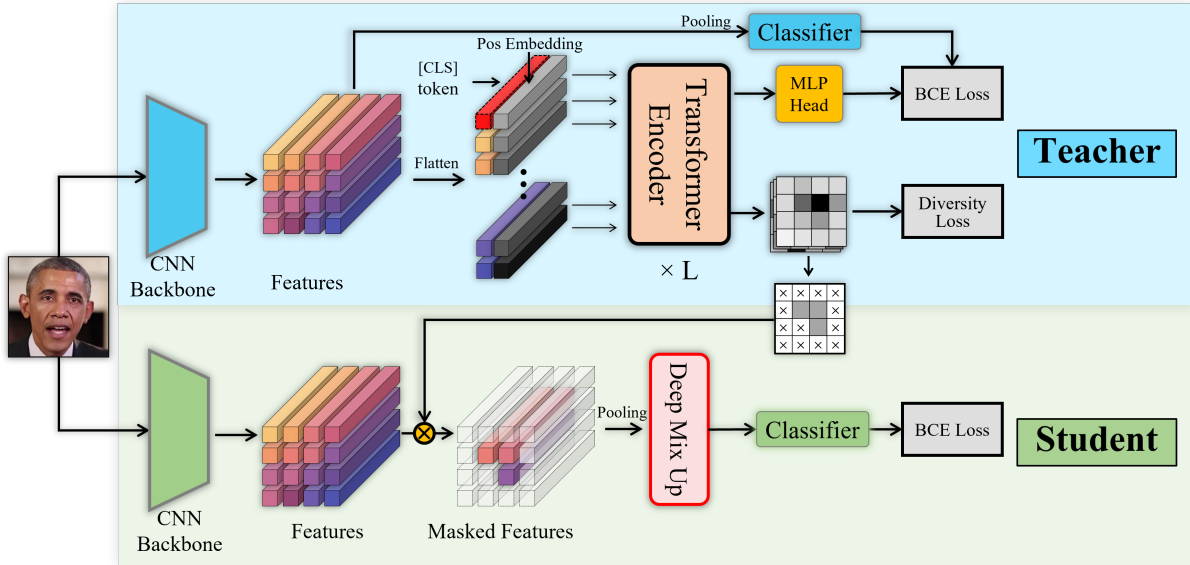 Pooling
Classifier
Pos Embedding
[CLS]
token
Transformer
Encoder
MLP
Head
BCE Loss
Teacher
Flatten
Diversity
Loss
CNN
Backbone
Features
× L
× × × ×
×
×
× ×
× × × ×
Deep Mix Up
Pooling
Classifier
BCE Loss
Student
CNN
Backbone
Features
Masked Features